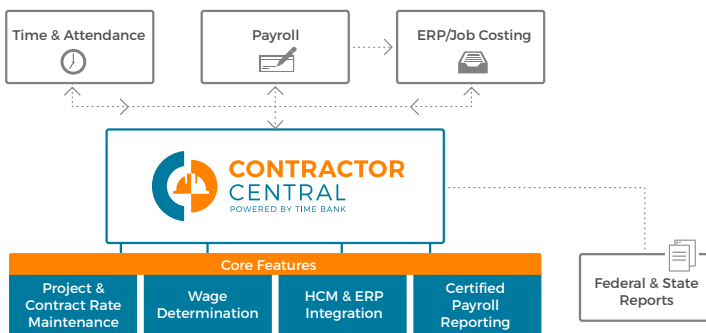 Time & Attendance
Payroll
ERP/Job Costing
CONTRACTOR
CENTRAL
POWERED BY TIME BANK
Core Features
Project &
Contract Rate
Maintenance
Wage
Determination
HCM & ERP
Integration
Certified
Payroll
Reporting
Federal & State
Reports